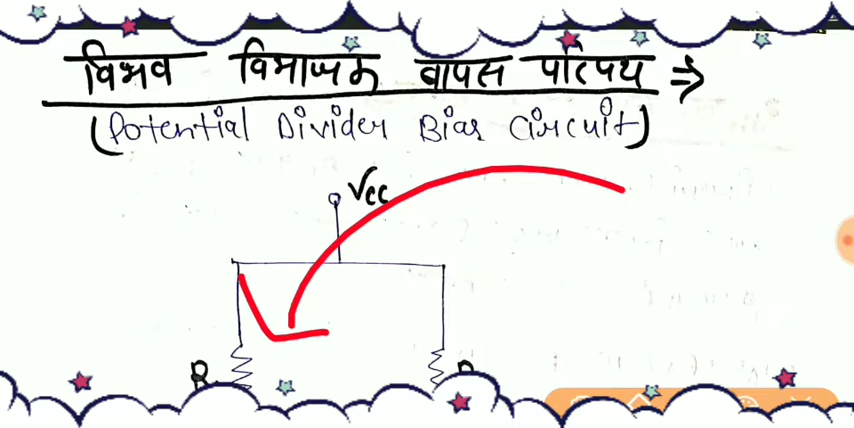 विभव विभाजक बायस परिपथ ⇒
(Potential Divider Bias Circuit)
Vcc
R